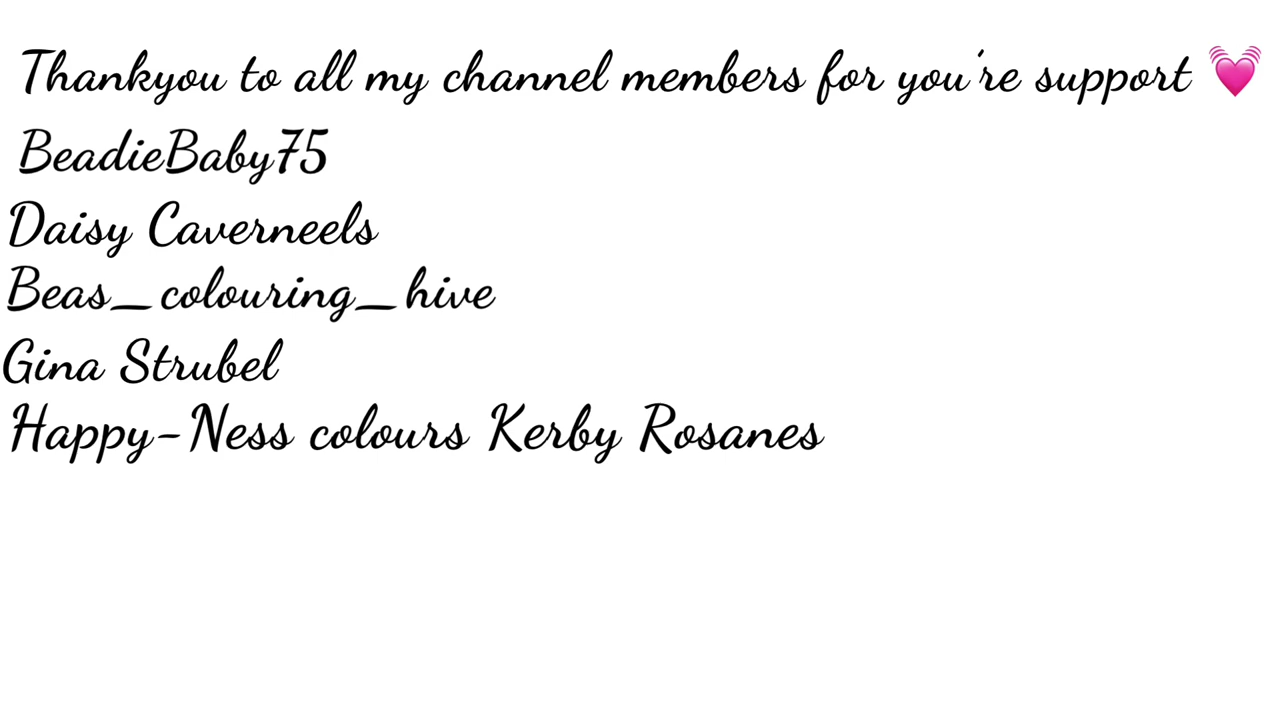 Thankyou to all my channel members for you're support 💓
BeadieBaby75
Daisy Caverneels
Beas_colouring_hive
Gina Strubel
Happy-Ness colours Kerby Rosanes